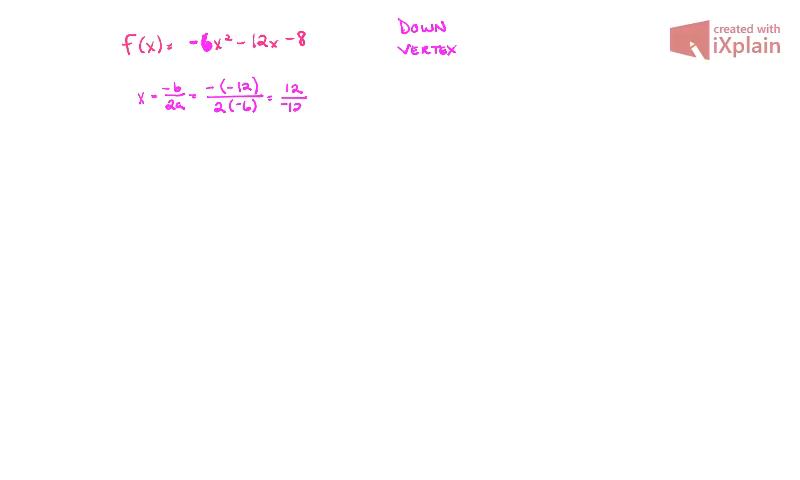 f(x) = -6x² - 12x - 8
x = -b/2a = -(-12)/2(-6) = 12/-12
DOWN
VERTEX
created with
iXplain